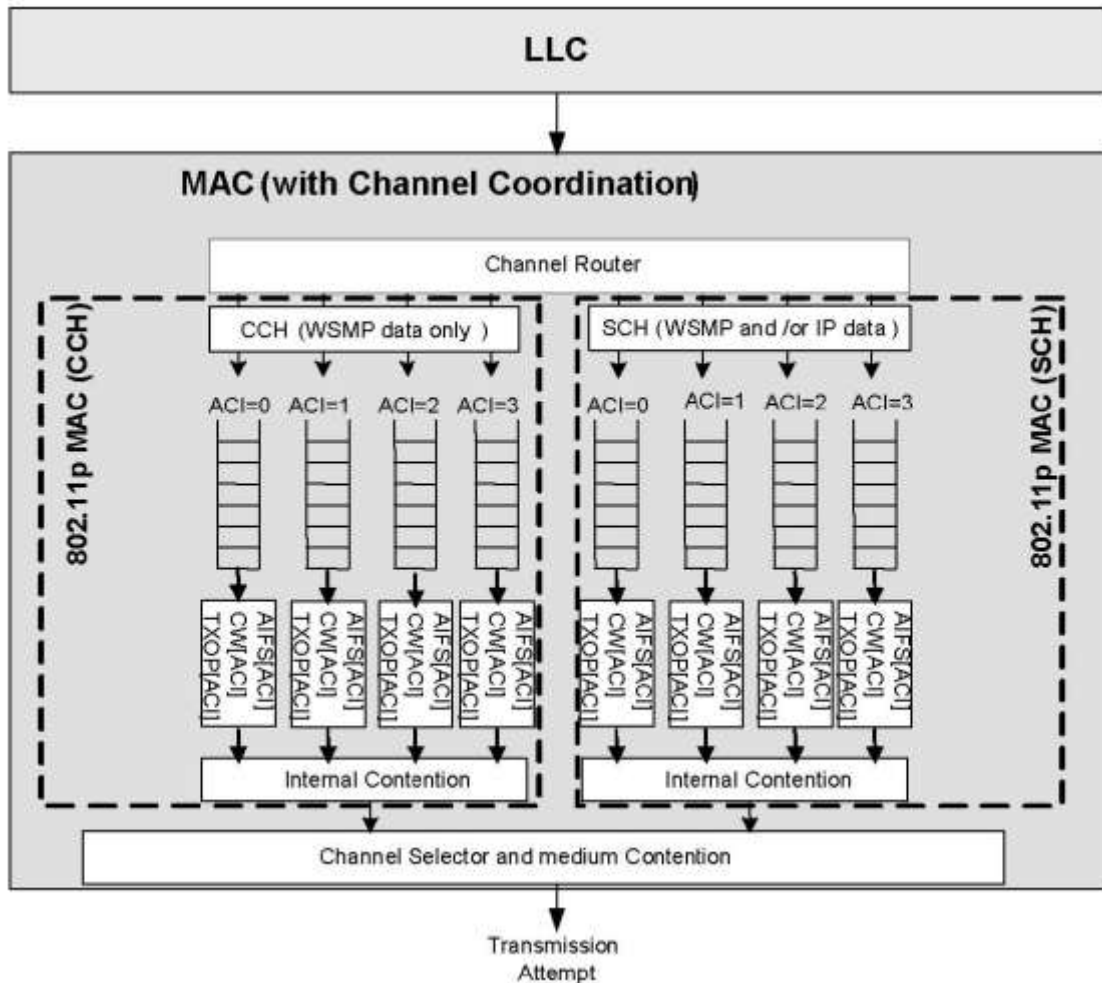 LLC
MAC (with Channel Coordination)
Channel Router
802.11p MAC (CCH)
CCH (WSMP data only )
ACI=0 ACI=1 ACI=2 ACI=3
AIFS[ACI]
CW[ACI]
TXOP[ACI]
AIFS[ACI]
CW[ACI]
TXOP[ACI]
AIFS[ACI]
CW[ACI]
TXOP[ACI]
AIFS[ACI]
CW[ACI]
TXOP[ACI]
Internal Contention
SCH (WSMP and /or IP data )
802.11p MAC (SCH)
ACI=0 ACI=1 ACI=2 ACI=3
AIFS[ACI]
CW[ACI]
TXOP[ACI]
AIFS[ACI]
CW[ACI]
TXOP[ACI]
AIFS[ACI]
CW[ACI]
TXOP[ACI]
AIFS[ACI]
CW[ACI]
TXOP[ACI]
Internal Contention
Channel Selector and medium Contention
Transmission
Attempt